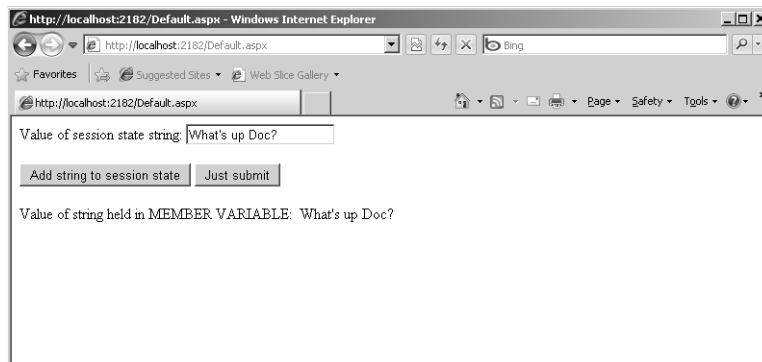 http://localhost:2182/Default.aspx - Windows Internet Explorer
http://localhost:2182/Default.aspx
Bing
Favorites Suggested Sites Web Slice Gallery
http://localhost:2182/Default.aspx
Page Safety Tools
Value of session state string: What's up Doc?
Add string to session state Just submit
Value of string held in MEMBER VARIABLE: What's up Doc?